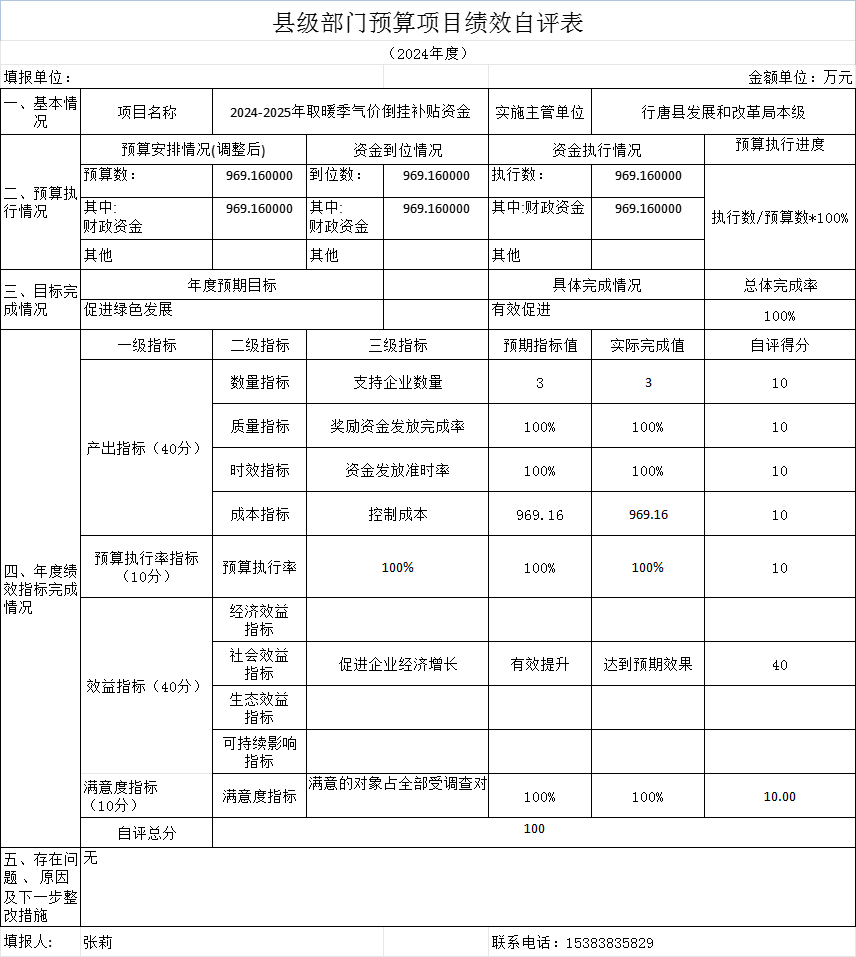 县级部门预算项目绩效自评表
（2024年度）
填报单位： 金额单位：万元
一、基本情况 项目名称 2024-2025年取暖季气价倒挂补贴资金 实施主管单位 行唐县发展和改革局本级
二、预算执行情况 预算安排情况(调整后) 资金到位情况 资金执行情况 预算执行进度
预算数： 969.160000 到位数： 969.160000 执行数： 969.160000 执行数/预算数*100%
其中:财政资金 969.160000 其中:财政资金 969.160000 其中:财政资金 969.160000
其他 其他 其他
三、目标完成情况 年度预期目标 具体完成情况 总体完成率
促进绿色发展 有效促进 100%
四、年度绩效指标完成情况 一级指标 二级指标 三级指标 预期指标值 实际完成值 自评得分
产出指标（40分） 数量指标 支持企业数量 3 3 10
质量指标 奖励资金发放完成率 100% 100% 10
时效指标 资金发放准时率 100% 100% 10
成本指标 控制成本 969.16 969.16 10
预算执行率指标（10分） 预算执行率 100% 100% 100% 10
效益指标（40分） 经济效益指标
社会效益指标 促进企业经济增长 有效提升 达到预期效果 40
生态效益指标
可持续影响指标
满意度指标（10分） 满意度指标 满意的对象占全部受调查对 100% 100% 10.00
自评总分 100
五、存在问题、原因及下一步整改措施 无
填报人: 张莉 联系电话：15383835829